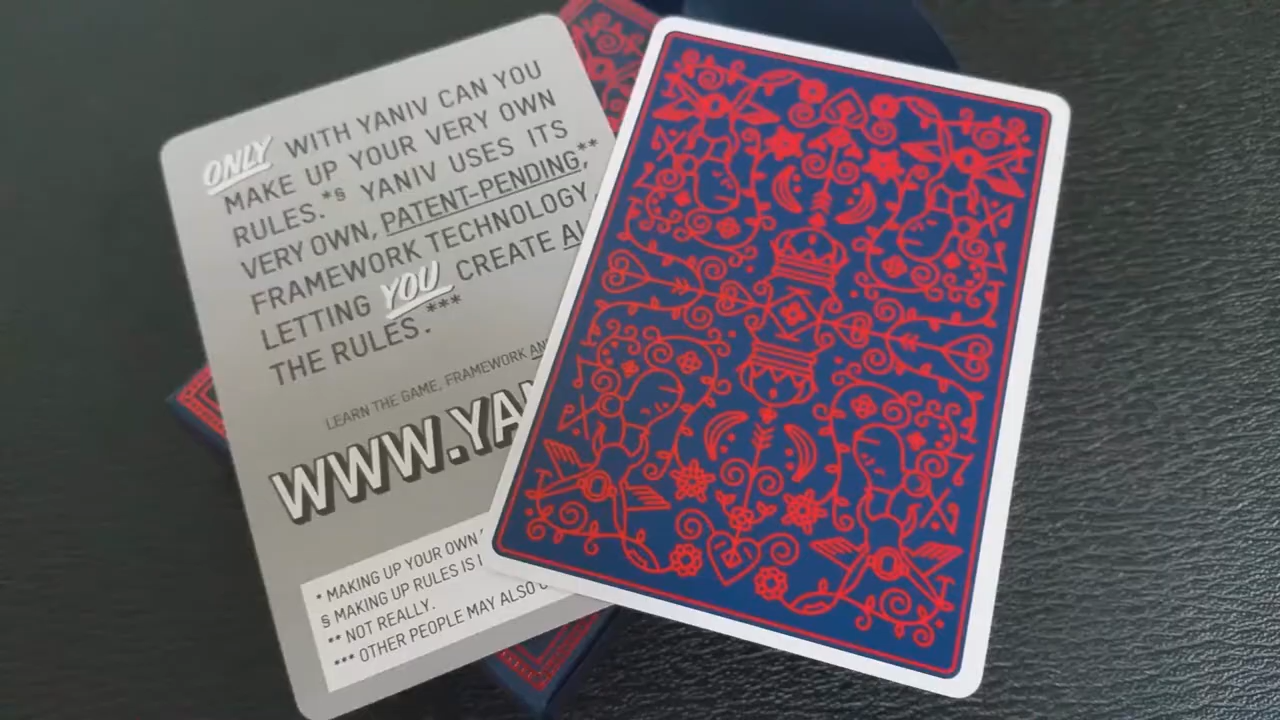 ONLY WITH YANIV CAN YOU
MAKE UP YOUR VERY OWN
RULES.*§ YANIV USES ITS
VERY OWN, PATENT-PENDING,**
FRAMEWORK TECHNOLOGY
LETTING YOU CREATE
THE RULES.***
LEARN THE GAME, FRAMEWORK
WWW.YA
* MAKING UP YOUR OWN
§ MAKING UP RULES IS
** NOT REALLY.
*** OTHER PEOPLE MAY ALSO